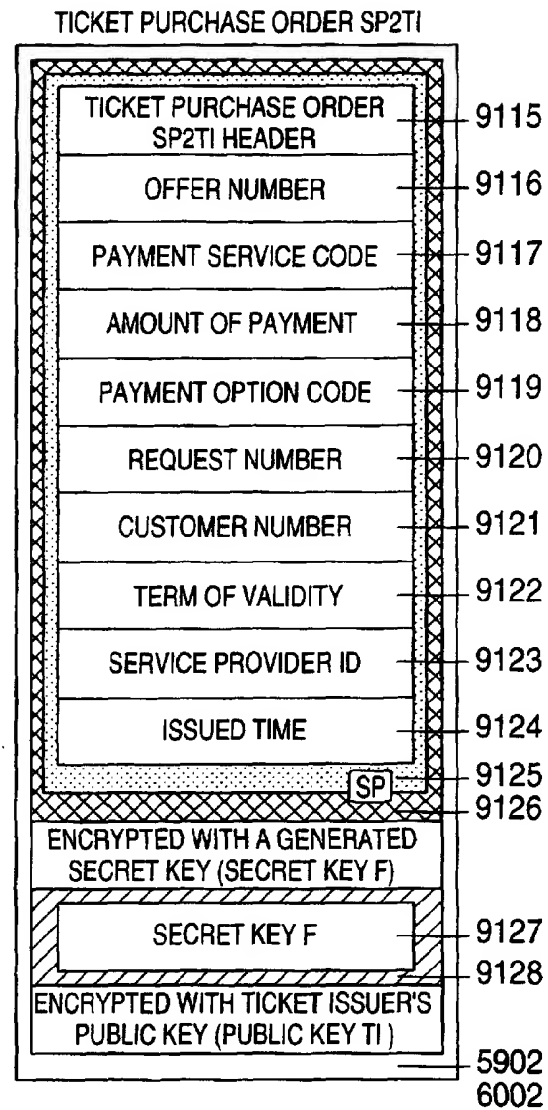 TICKET PURCHASE ORDER SP2TI
TICKET PURCHASE ORDER
SP2TI HEADER
9115
OFFER NUMBER
9116
PAYMENT SERVICE CODE
9117
AMOUNT OF PAYMENT
9118
PAYMENT OPTION CODE
9119
REQUEST NUMBER
9120
CUSTOMER NUMBER
9121
TERM OF VALIDITY
9122
SERVICE PROVIDER ID
9123
ISSUED TIME
9124
SP
9125
9126
ENCRYPTED WITH A GENERATED
SECRET KEY (SECRET KEY F)
SECRET KEY F
9127
9128
ENCRYPTED WITH TICKET ISSUER'S
PUBLIC KEY (PUBLIC KEY TI )
5902
6002